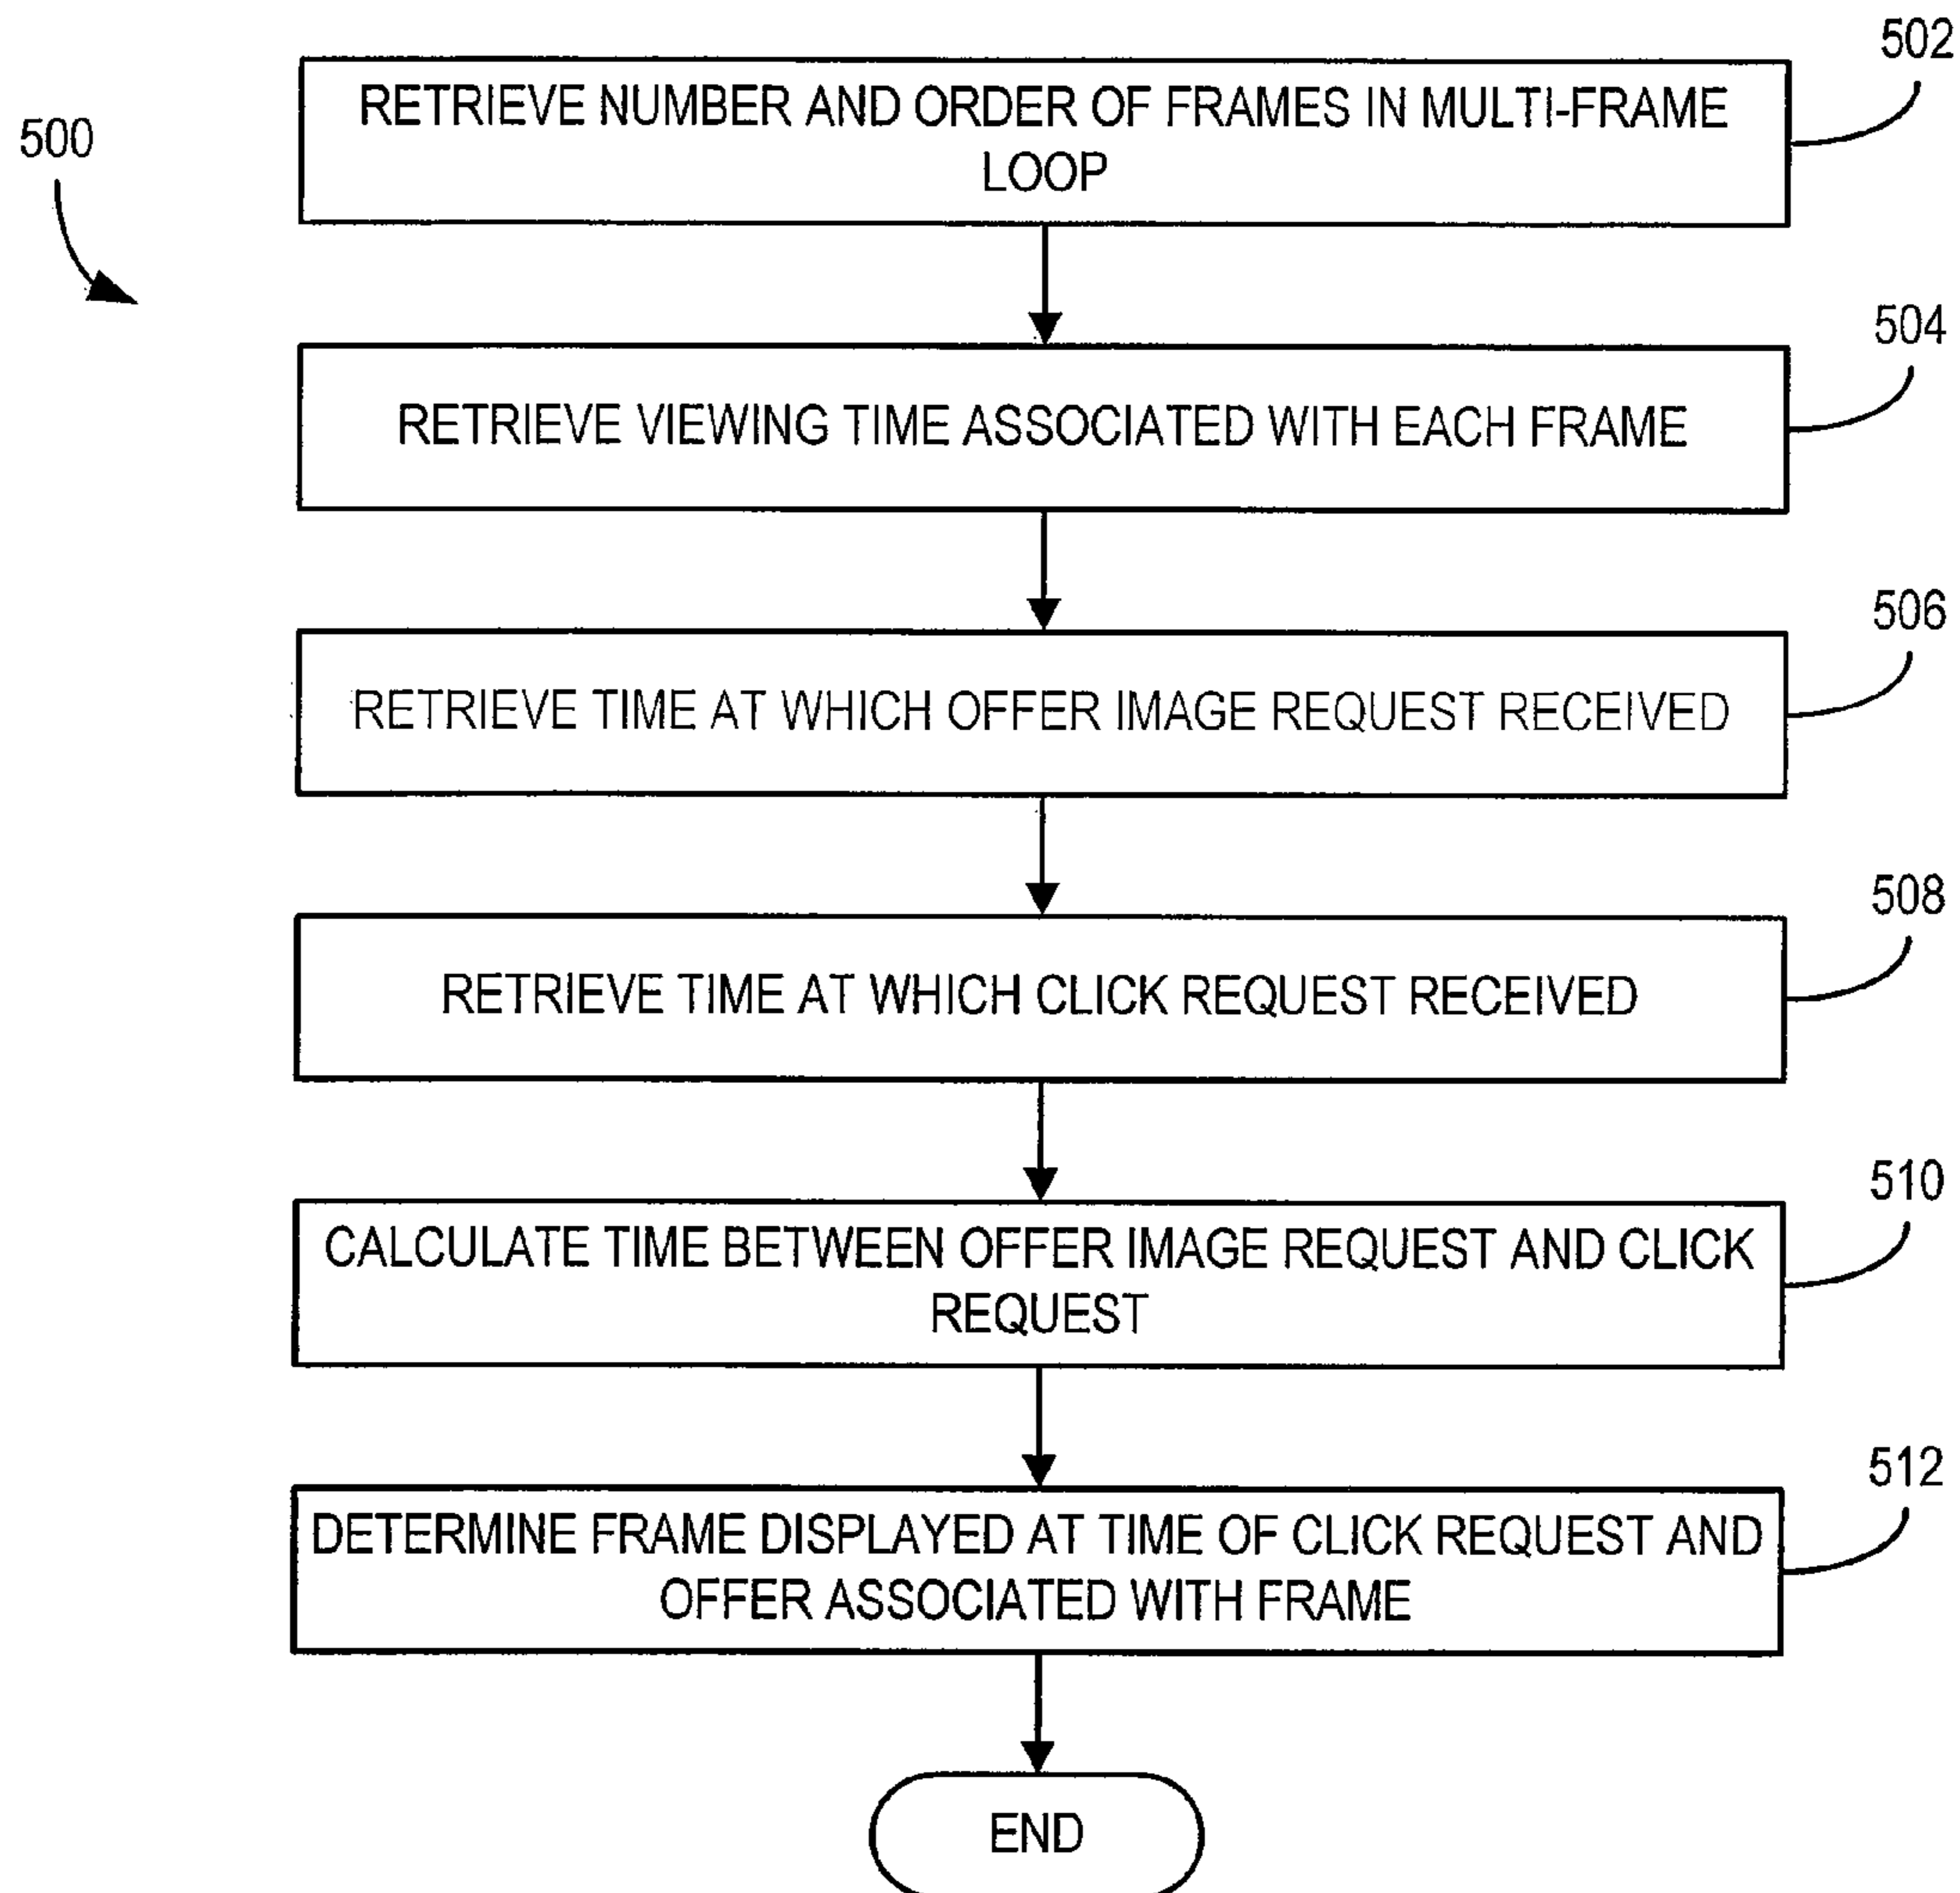 502
RETRIEVE NUMBER AND ORDER OF FRAMES IN MULTI-FRAME
LOOP
500
504
RETRIEVE VIEWING TIME ASSOCIATED WITH EACH FRAME
506
RETRIEVE TIME AT WHICH OFFER IMAGE REQUEST RECEIVED
508
RETRIEVE TIME AT WHICH CLICK REQUEST RECEIVED
510
CALCULATE TIME BETWEEN OFFER IMAGE REQUEST AND CLICK
REQUEST
512
DETERMINE FRAME DISPLAYED AT TIME OF CLICK REQUEST AND
OFFER ASSOCIATED WITH FRAME
END